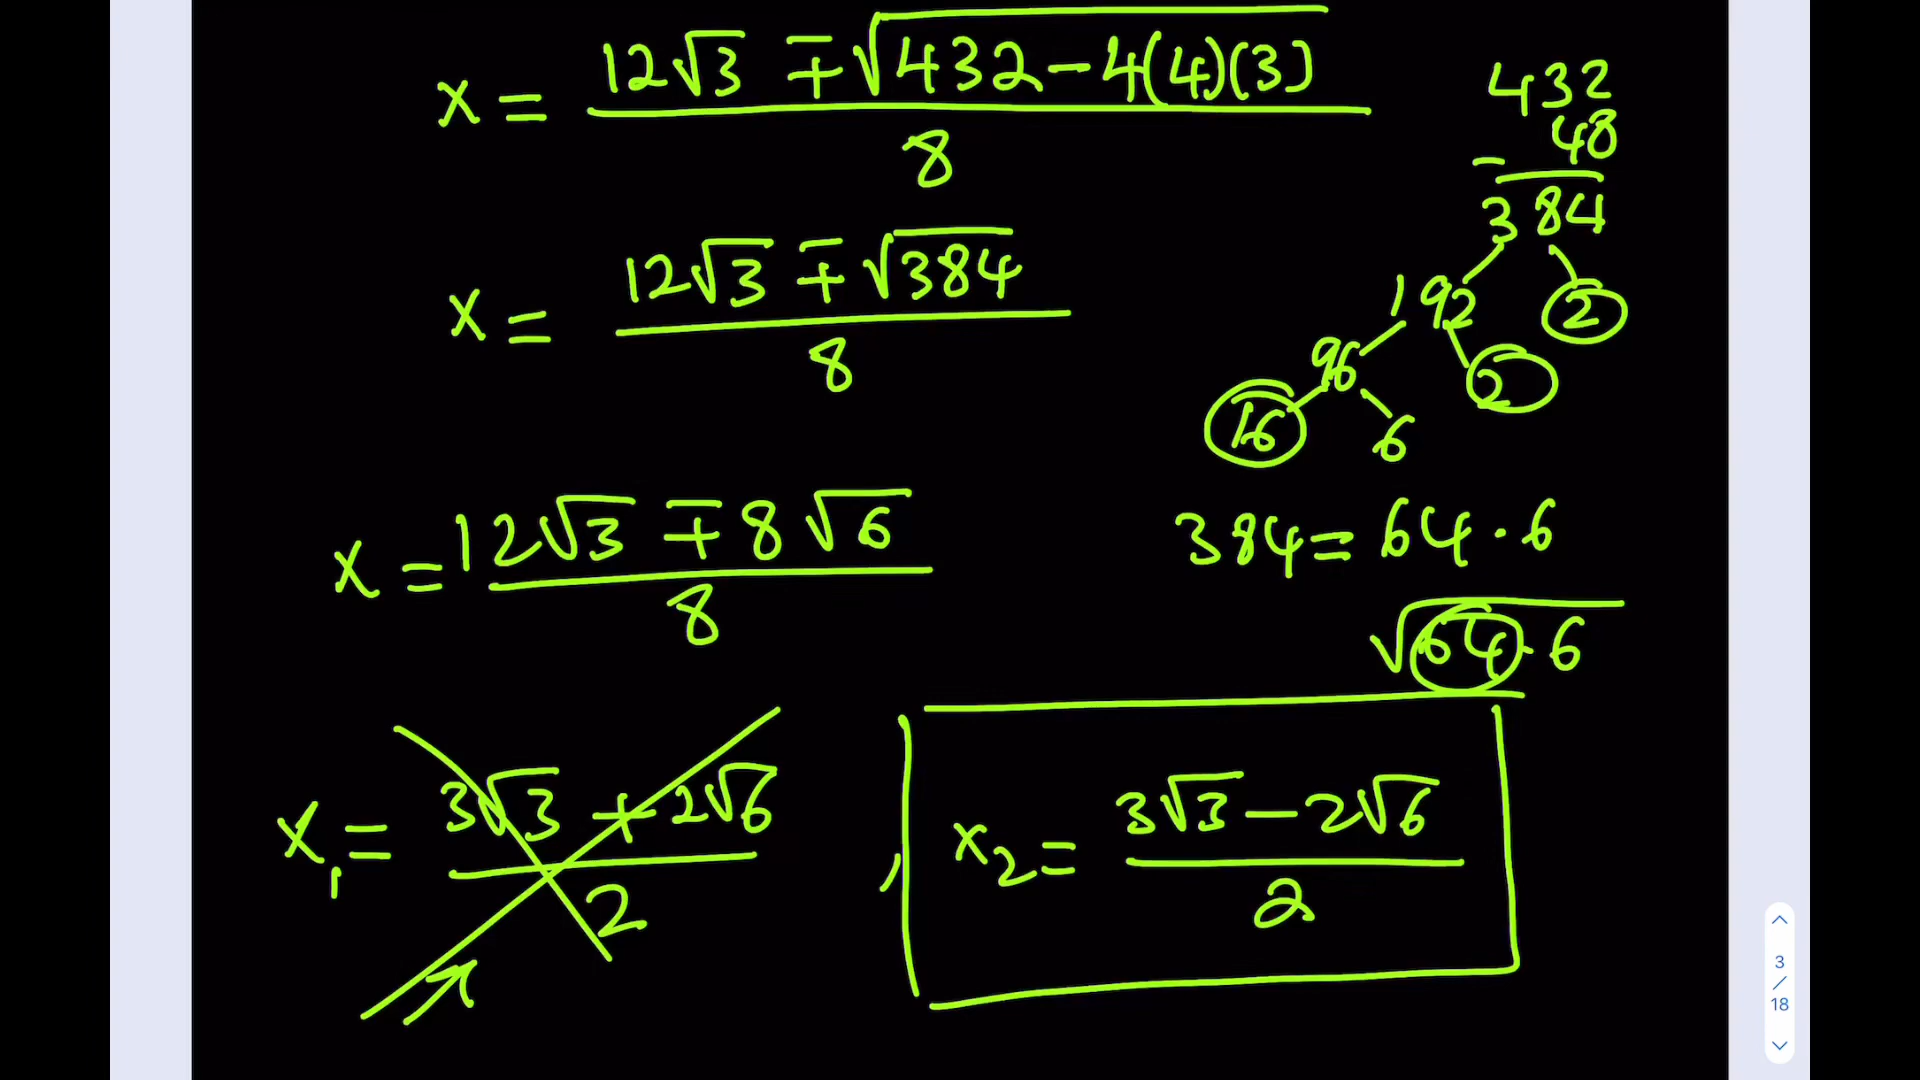 x = (12√3 ∓ √(432 - 4(4)(3))) / 8
432
- 48
384
192 2
96 2
16 6
x = (12√3 ∓ √384) / 8
x = (12√3 ∓ 8√6) / 8
384 = 64 · 6
√(64 · 6)
x₁ = (3√3 + 2√6) / 2 ,
x₂ = (3√3 - 2√6) / 2
3
/
18